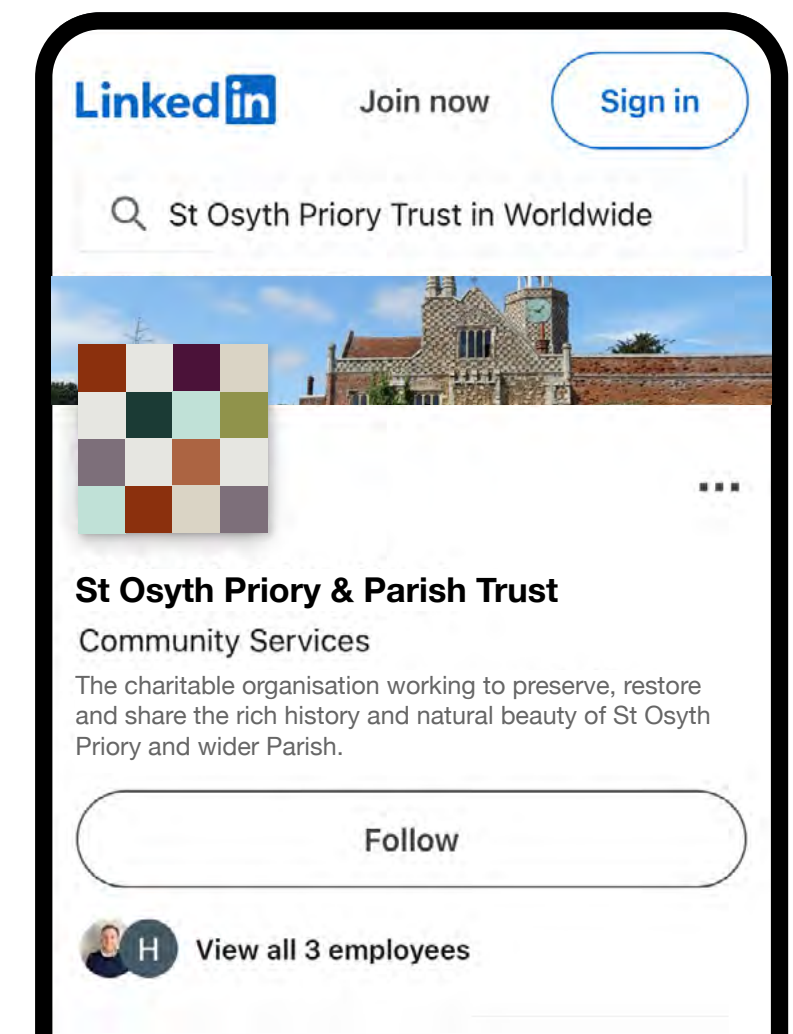 Linkedin
Join now
Sign in
St Osyth Priory Trust in Worldwide
St Osyth Priory & Parish Trust
Community Services
The charitable organisation working to preserve, restore
and share the rich history and natural beauty of St Osyth
Priory and wider Parish.
Follow
H
View all 3 employees